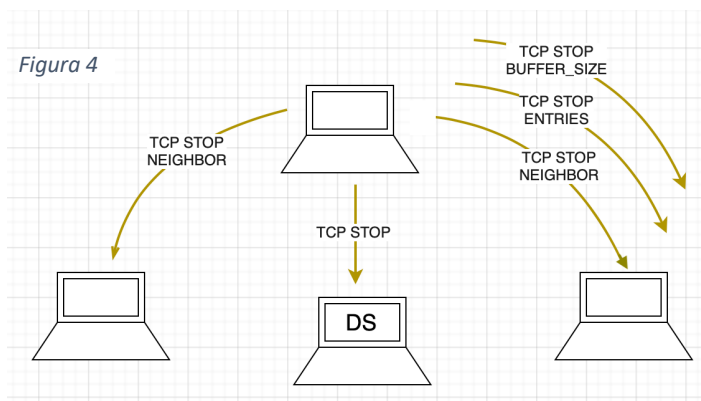 Figura 4
TCP STOP
BUFFER_SIZE
TCP STOP
ENTRIES
TCP STOP
NEIGHBOR
TCP STOP
NEIGHBOR
TCP STOP
DS